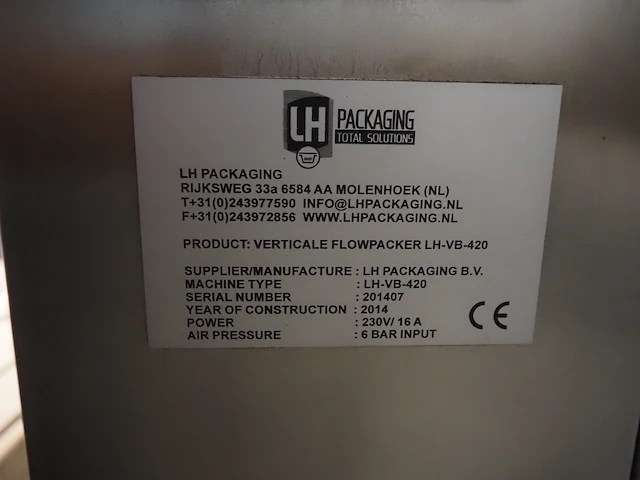 LH PACKAGING
TOTAL SOLUTIONS
LH PACKAGING
RIJKSWEG 33a 6584 AA MOLENHOEK (NL)
T+31(0)243977590 INFO@LHPACKAGING.NL
F+31(0)243972856 WWW.LHPACKAGING.NL
PRODUCT: VERTICALE FLOWPACKER LH-VB-420
SUPPLIER/MANUFACTURE : LH PACKAGING B.V.
MACHINE TYPE : LH-VB-420
SERIAL NUMBER : 201407
YEAR OF CONSTRUCTION : 2014
POWER : 230V/ 16 A
AIR PRESSURE : 6 BAR INPUT
CE